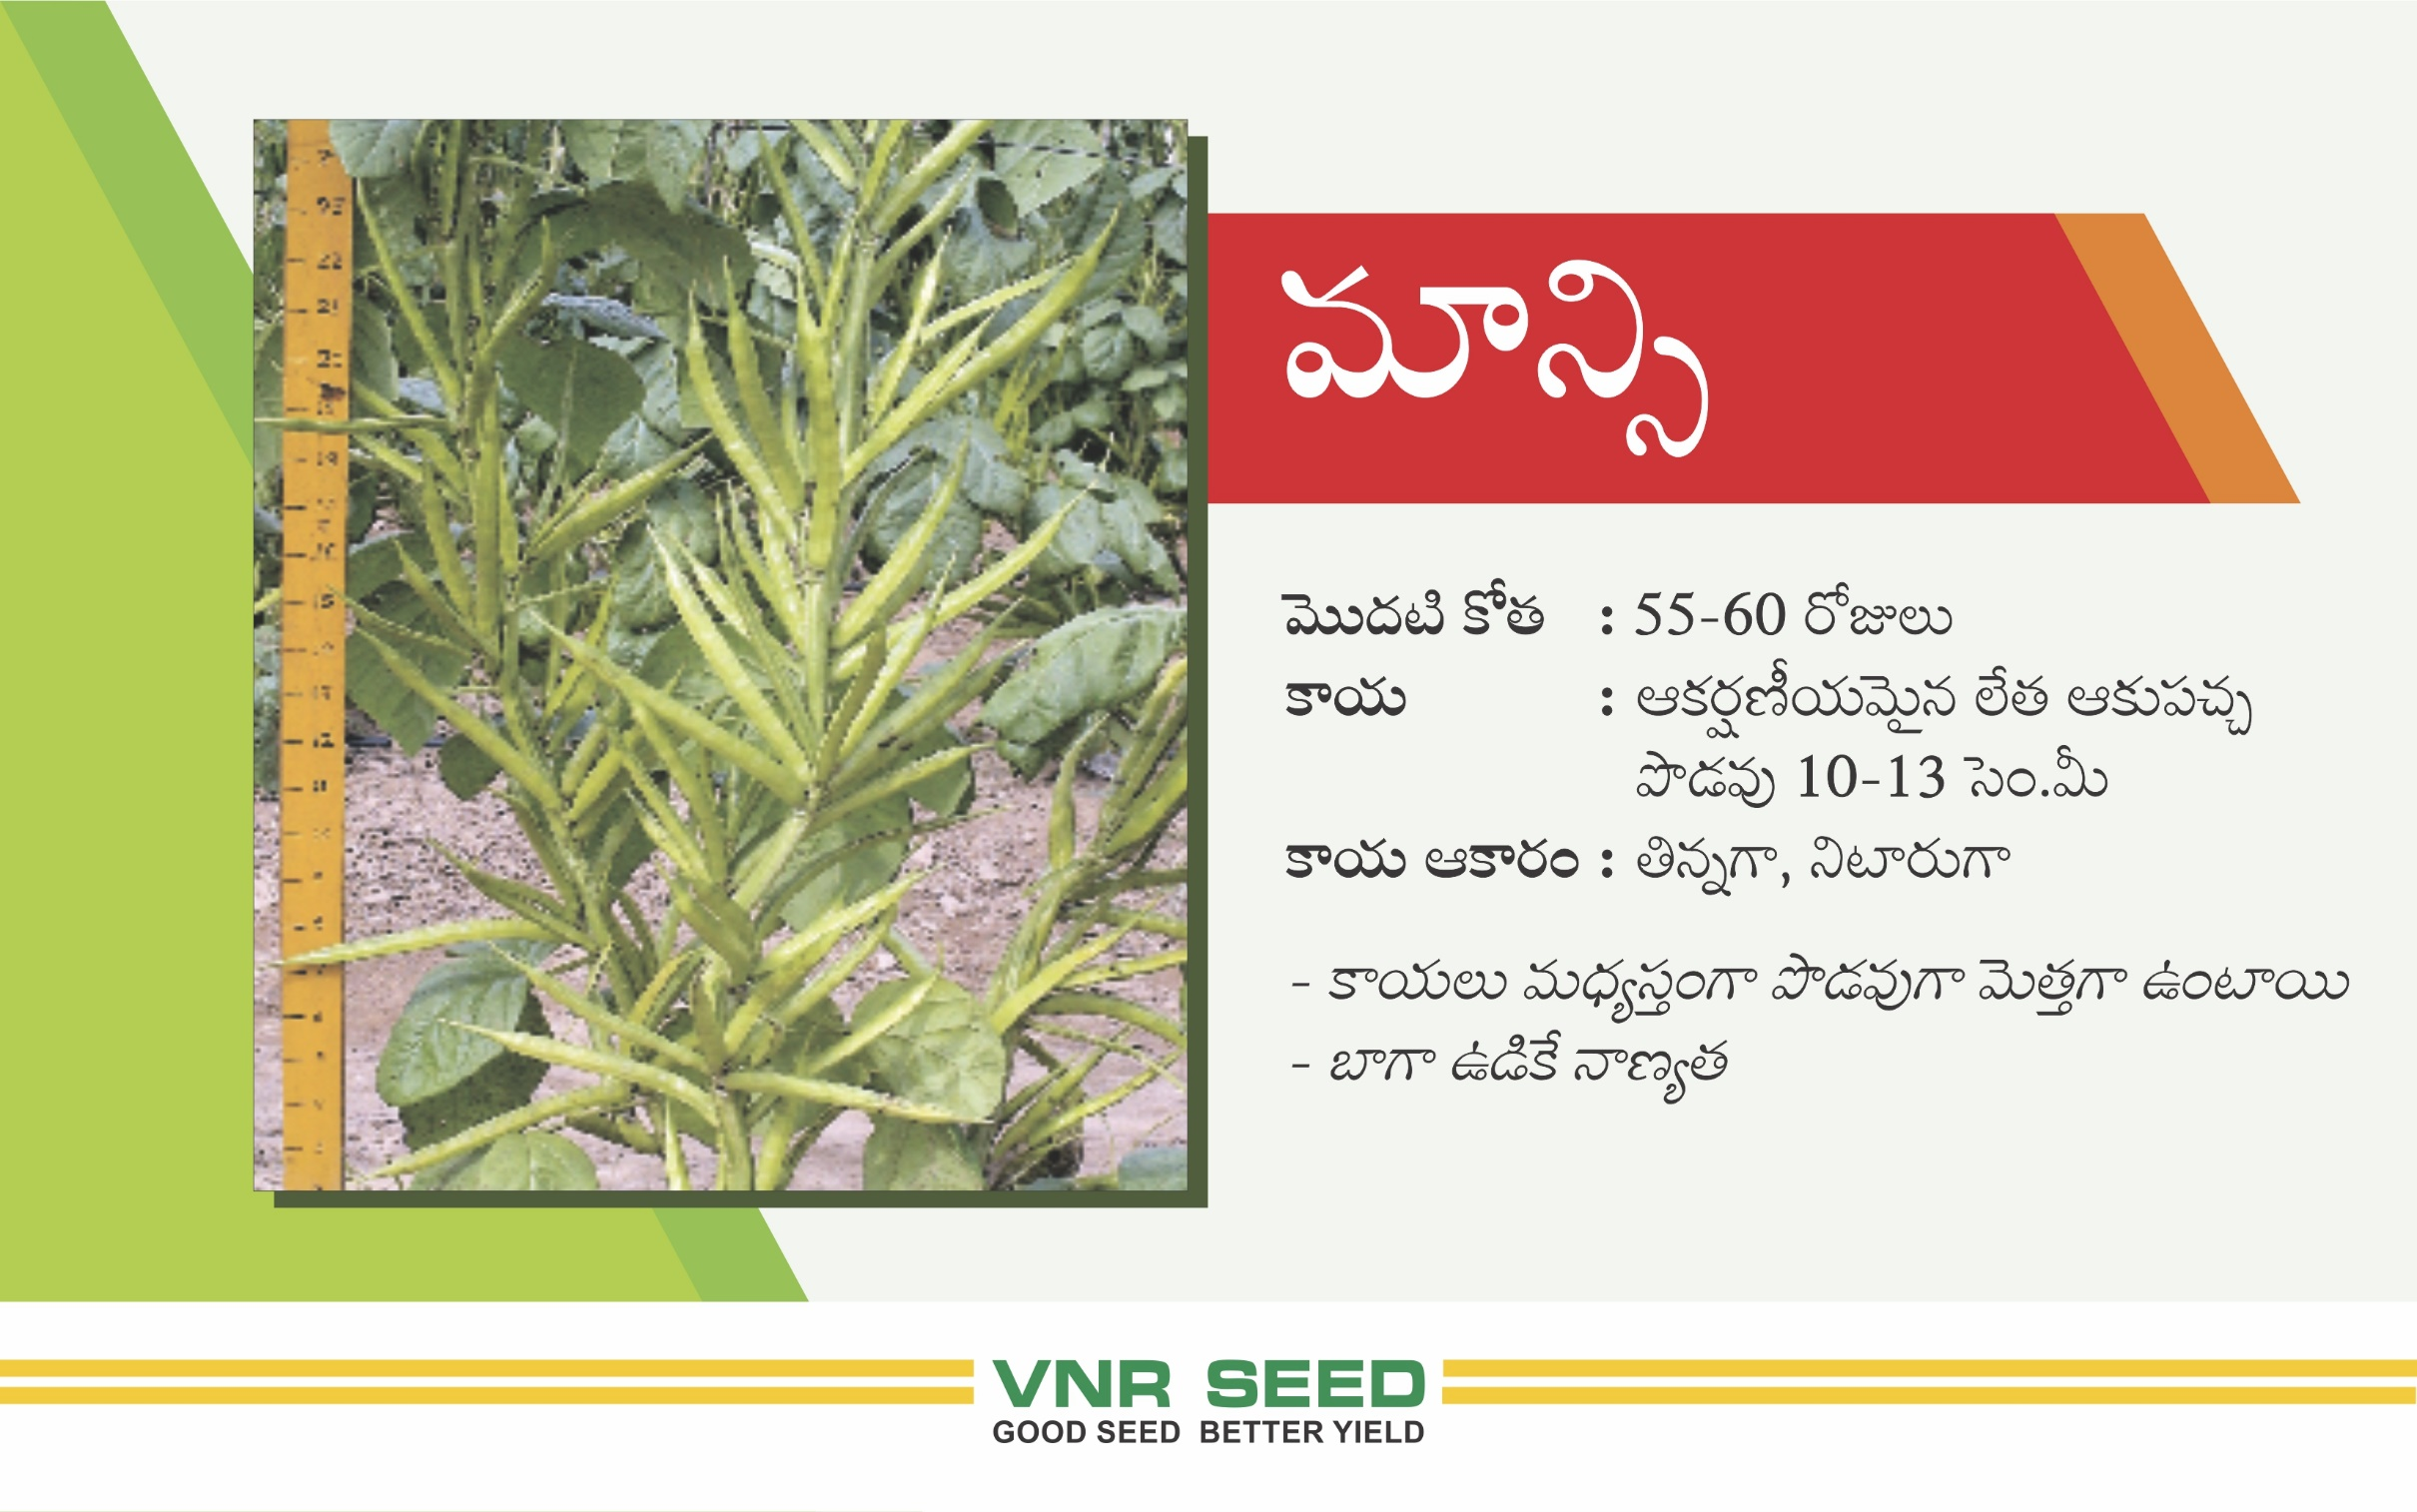 మాన్సి
మొదటి కోత : 55-60 రోజులు
కాయ : ఆకర్షణీయమైన లేత ఆకుపచ్చ
పొడవు 10-13 సెం.మీ
కాయ ఆకారం : తిన్నగా, నిటారుగా
- కాయలు మధ్యస్తంగా పొడవుగా మెత్తగా ఉంటాయి
- బాగా ఉడికే నాణ్యత
VNR SEED
GOOD SEED BETTER YIELD